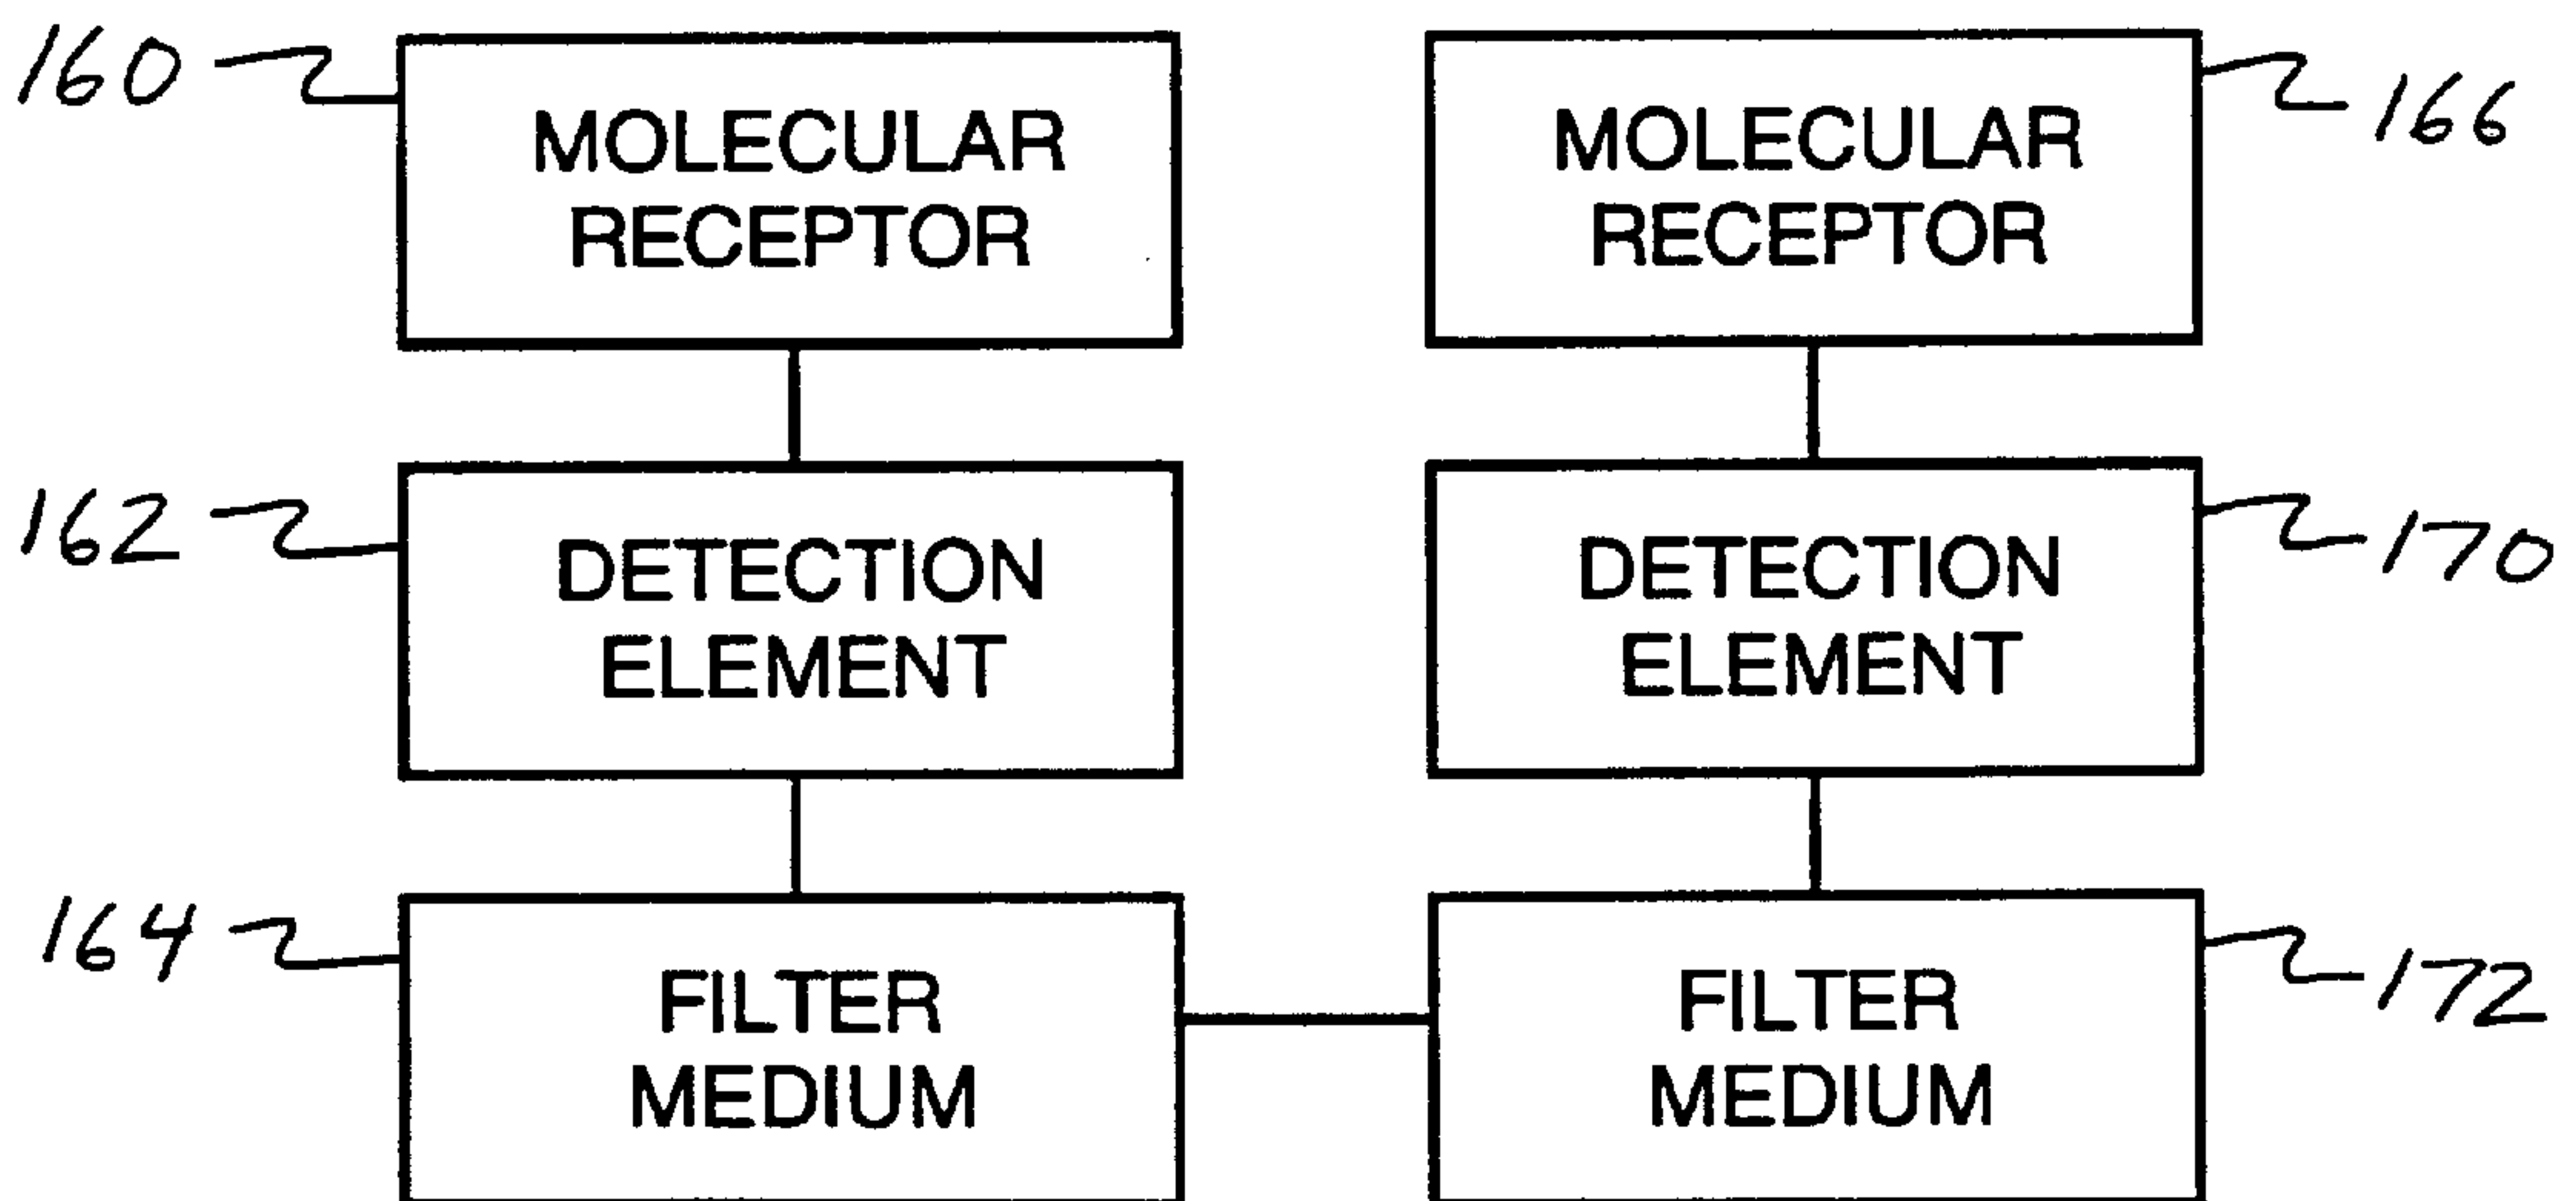 160
MOLECULAR
RECEPTOR
MOLECULAR
RECEPTOR
166
162
DETECTION
ELEMENT
DETECTION
ELEMENT
170
164
FILTER
MEDIUM
FILTER
MEDIUM
172